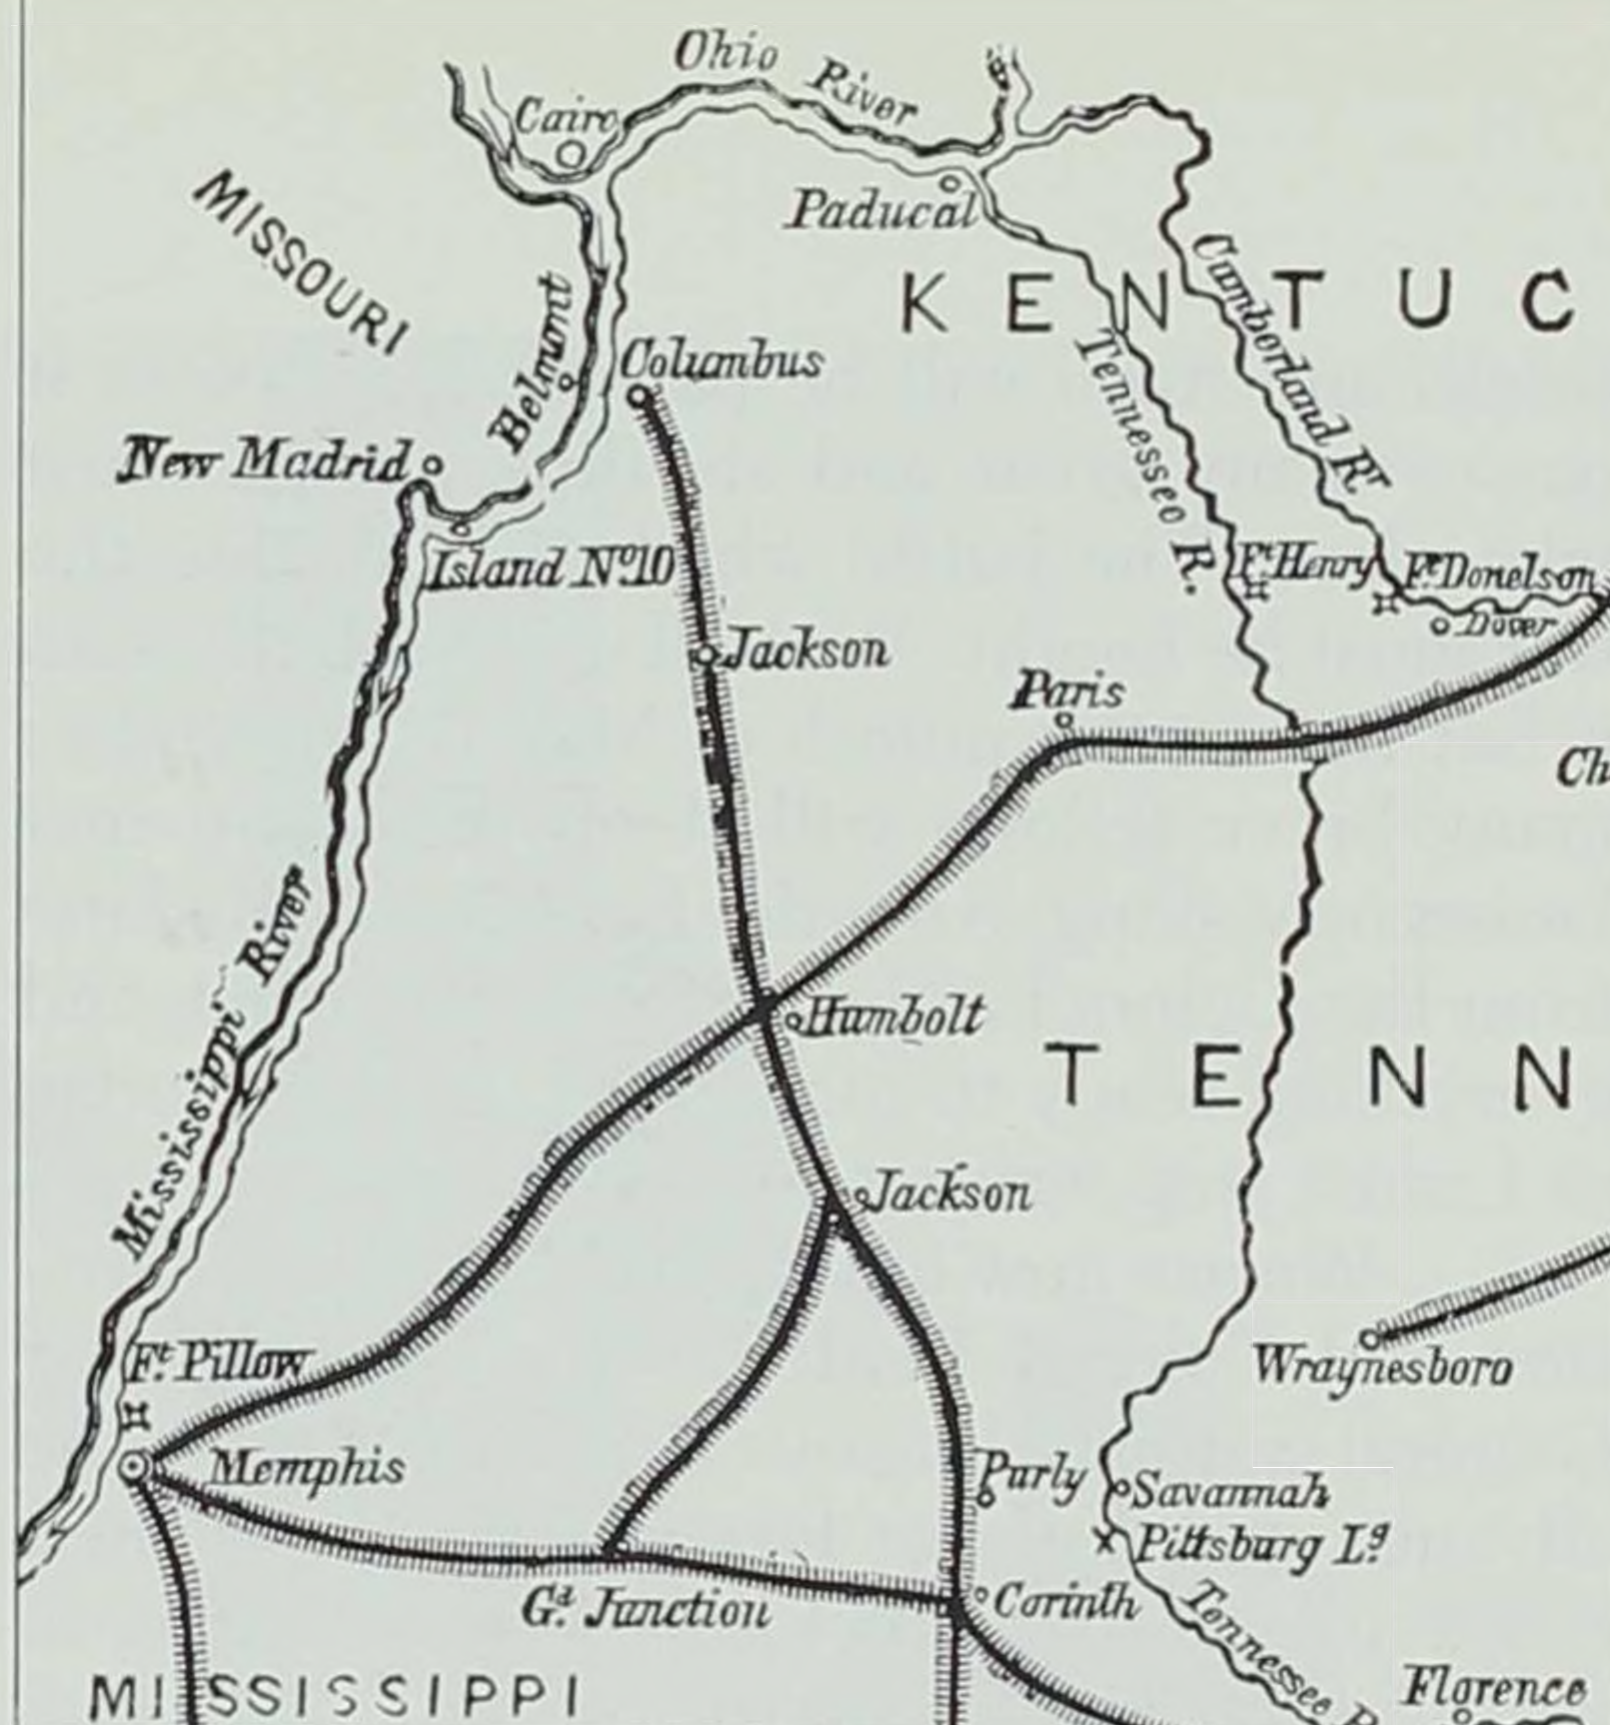 Ohio River
Cairo
MISSOURI
Paducal
KENTUC
Cumberland Rr
Belmont
Columbus
Tennessee R.
New Madrid
Island No. 10
Ft. Henry
Ft. Donelson
Dover
Jackson
Paris
Ch
Mississippi River
Humbolt
TENN
Jackson
Ft. Pillow
Wraynesboro
Memphis
Purly
Savannah
Pittsburg Lg.
Gd. Junction
Corinth
Tennessee R
MISSISSIPPI
Florence